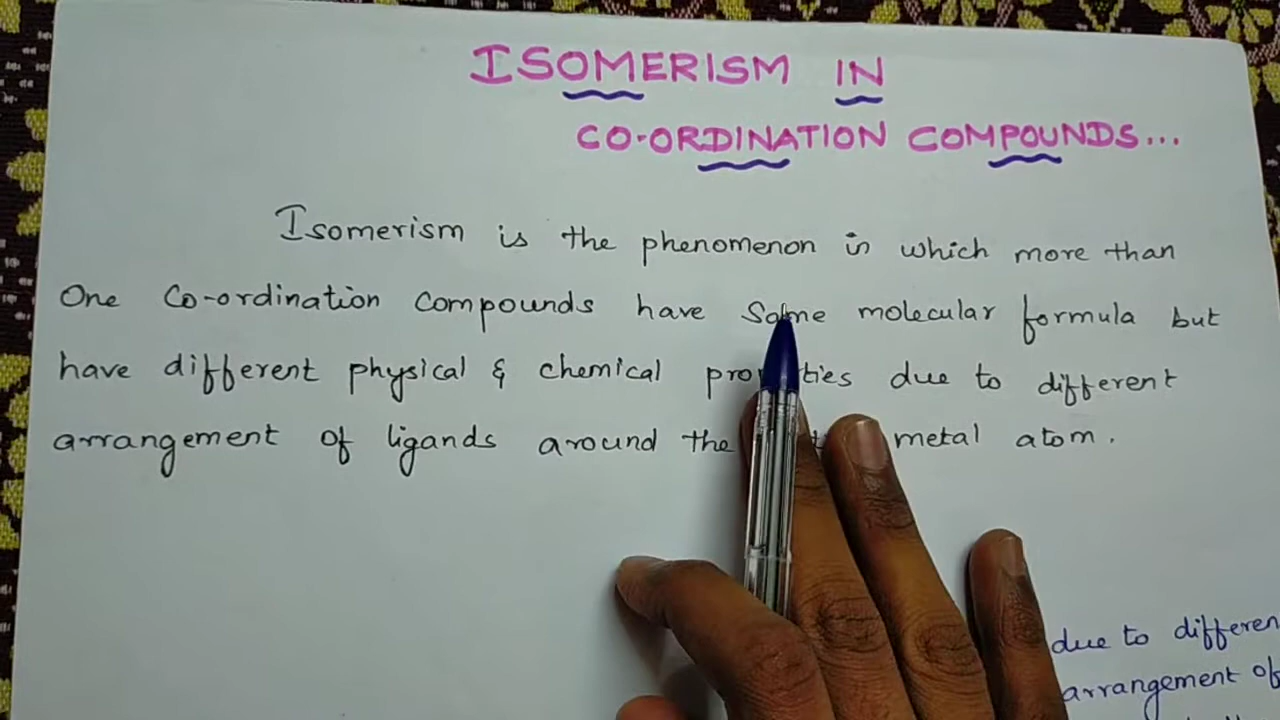 ISOMERISM IN
CO-ORDINATION COMPOUNDS...
Isomerism is the phenomenon in which more than
One Co-ordination Compounds have Same molecular formula but
have different physical & chemical due to different
arrangement of ligands around the metal atom.
due to
arrangement of